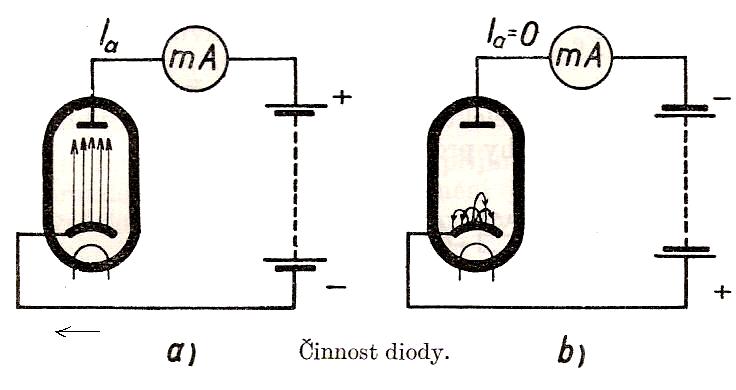 Iₐ
mA
+
−
a)
Iₐ=0
mA
−
+
b)
Činnost diody.